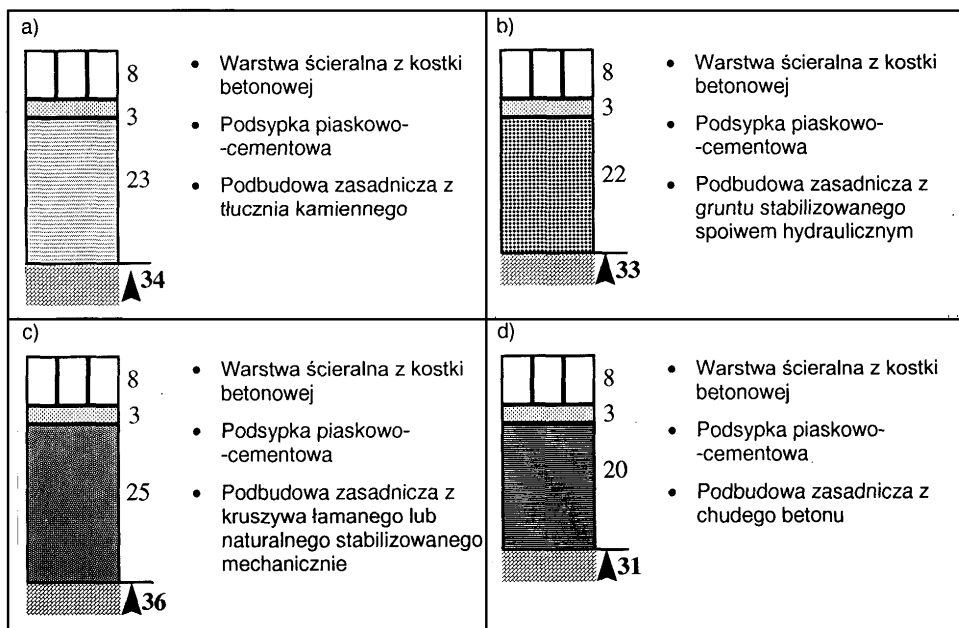 a)
8
3
23
34
• Warstwa ścieralna z kostki
betonowej
• Podsypka piaskowo-
-cementowa
• Podbudowa zasadnicza z
tłucznia kamiennego
b)
8
3
22
33
• Warstwa ścieralna z kostki
betonowej
• Podsypka piaskowo-
-cementowa
• Podbudowa zasadnicza z
gruntu stabilizowanego
spoiwem hydraulicznym
c)
8
3
25
36
• Warstwa ścieralna z kostki
betonowej
• Podsypka piaskowo-
-cementowa
• Podbudowa zasadnicza z
kruszywa łamanego lub
naturalnego stabilizowanego
mechanicznie
d)
8
3
20
31
• Warstwa ścieralna z kostki
betonowej
• Podsypka piaskowo-
-cementowa
• Podbudowa zasadnicza z
chudego betonu